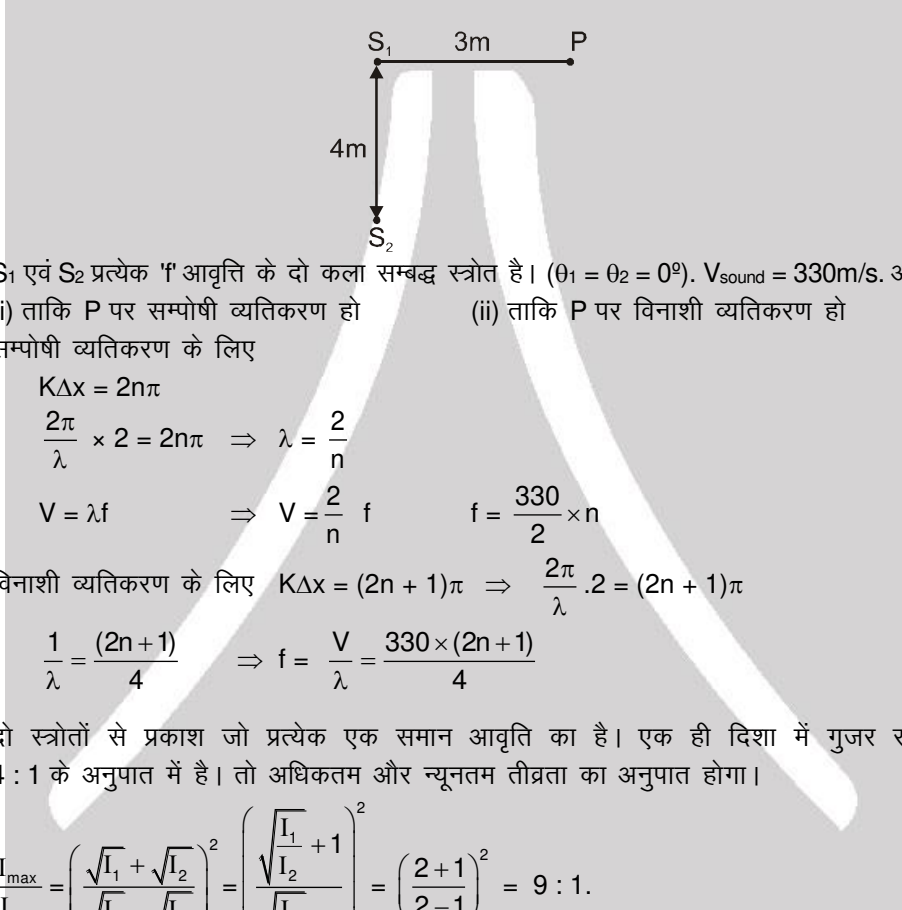 S₁ 3m P
4m
S₂
S₁ एवं S₂ प्रत्येक 'f' आवृत्ति के दो कला सम्बद्ध स्त्रोत है। (θ₁ = θ₂ = 0º). V_sound = 330m/s.
i) ताकि P पर सम्पोषी व्यतिकरण हो (ii) ताकि P पर विनाशी व्यतिकरण हो
सम्पोषी व्यतिकरण के लिए
KΔx = 2nπ
2π/λ × 2 = 2nπ ⇒ λ = 2/n
V = λf ⇒ V = 2/n f f = 330/2 × n
विनाशी व्यतिकरण के लिए KΔx = (2n + 1)π ⇒ 2π/λ .2 = (2n + 1)π
1/λ = (2n+1)/4 ⇒ f = V/λ = 330×(2n+1)/4
दो स्त्रोतों से प्रकाश जो प्रत्येक एक समान आवृति का है। एक ही दिशा में गुजर
4 : 1 के अनुपात में है। तो अधिकतम और न्यूनतम तीव्रता का अनुपात होगा।
I_max = ((√I₁ + √I₂)/(√I √I))² = ((√(I₁/I₂) + 1)/√I)² = ((2+1)/(2−1))² = 9 : 1.